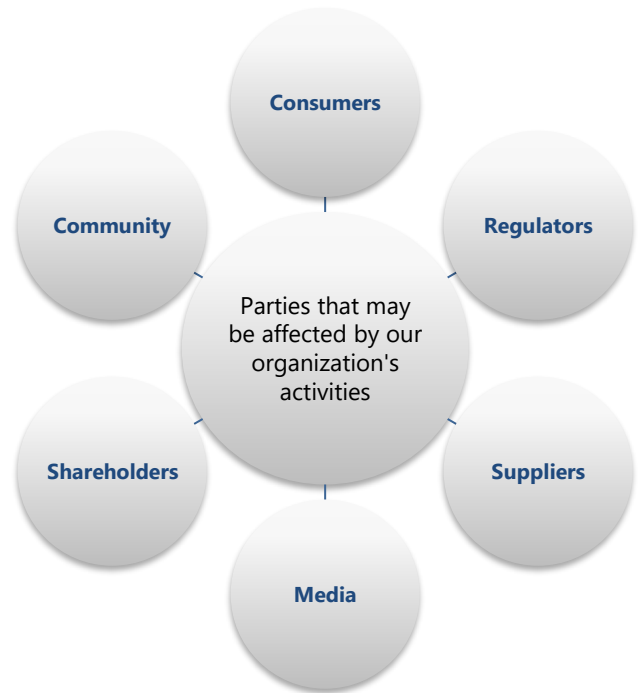 Consumers
Community
Regulators
Parties that may
be affected by our
organization's
activities
Shareholders
Suppliers
Media